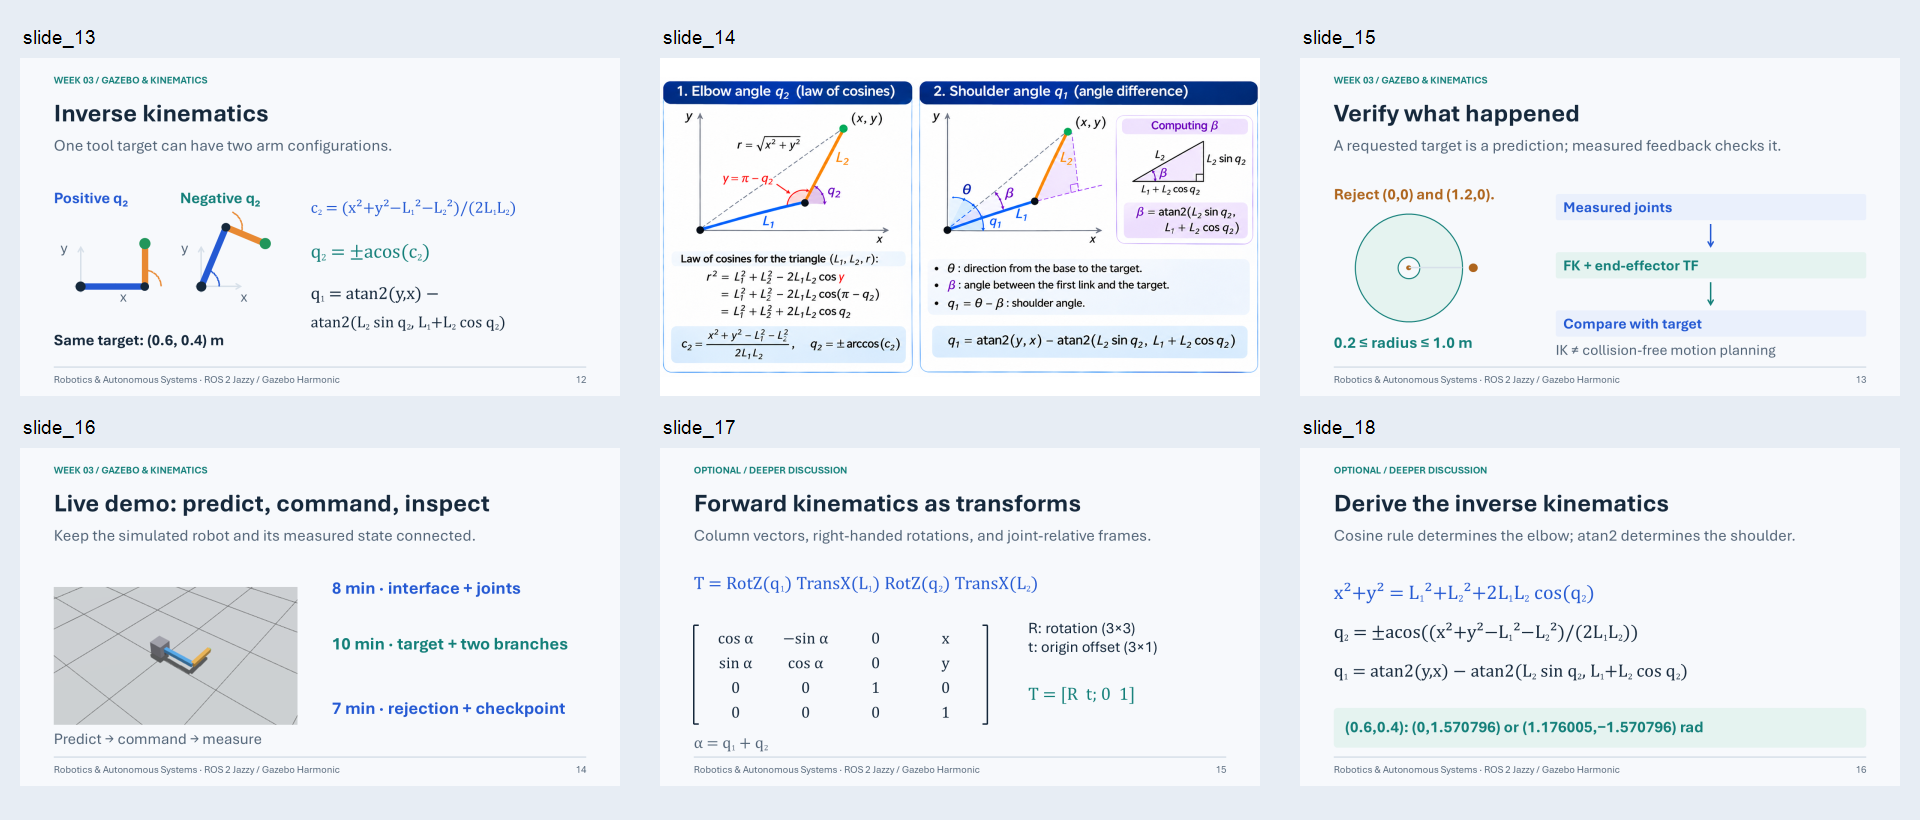 slide_13
WEEK 03 / GAZEBO & KINEMATICS
Inverse kinematics
One tool target can have two arm configurations.
Positive q₂
Negative q₂
y
x
y
x
c₂ = (x²+y²−L₁²−L₂²)/(2L₁L₂)
q₂ = ±acos(c₂)
q₁ = atan2(y,x) −
atan2(L₂ sin q₂, L₁+L₂ cos q₂)
Same target: (0.6, 0.4) m
Robotics & Autonomous Systems · ROS 2 Jazzy / Gazebo Harmonic
12
slide_14
1. Elbow angle q₂ (law of cosines)
y
(x, y)
r = √x² + y²
L₂
y = π − q₂
q₂
L₁
x
Law of cosines for the triangle (L₁, L₂, r):
r² = L₁² + L₂² − 2L₁L₂ cos y
= L₁² + L₂² − 2L₁L₂ cos(π − q₂)
= L₁² + L₂² + 2L₁L₂ cos q₂
c₂ = x² + y² − L₁² − L₂² / 2L₁L₂ , q₂ = ± arccos(c₂)
2. Shoulder angle q₁ (angle difference)
y
(x, y)
L₂
θ
β
q₁
L₁
x
Computing β
L₂
L₂ sin q₂
β
L₁ + L₂ cos q₂
β = atan2(L₂ sin q₂,
L₁ + L₂ cos q₂)
• θ : direction from the base to the target.
• β : angle between the first link and the target.
• q₁ = θ − β : shoulder angle.
q₁ = atan2(y, x) − atan2(L₂ sin q₂, L₁ + L₂ cos q₂)
slide_15
WEEK 03 / GAZEBO & KINEMATICS
Verify what happened
A requested target is a prediction; measured feedback checks it.
Reject (0,0) and (1.2,0).
0.2 ≤ radius ≤ 1.0 m
Measured joints
FK + end-effector TF
Compare with target
IK ≠ collision-free motion planning
Robotics & Autonomous Systems · ROS 2 Jazzy / Gazebo Harmonic
13
slide_16
WEEK 03 / GAZEBO & KINEMATICS
Live demo: predict, command, inspect
Keep the simulated robot and its measured state connected.
8 min · interface + joints
10 min · target + two branches
7 min · rejection + checkpoint
Predict → command → measure
Robotics & Autonomous Systems · ROS 2 Jazzy / Gazebo Harmonic
14
slide_17
OPTIONAL / DEEPER DISCUSSION
Forward kinematics as transforms
Column vectors, right-handed rotations, and joint-relative frames.
T = RotZ(q₁) TransX(L₁) RotZ(q₂) TransX(L₂)
cos α −sin α 0 x
sin α cos α 0 y
0 0 1 0
0 0 0 1
α = q₁ + q₂
R: rotation (3×3)
t: origin offset (3×1)
T = [R t; 0 1]
Robotics & Autonomous Systems · ROS 2 Jazzy / Gazebo Harmonic
15
slide_18
OPTIONAL / DEEPER DISCUSSION
Derive the inverse kinematics
Cosine rule determines the elbow; atan2 determines the shoulder.
x²+y² = L₁²+L₂²+2L₁L₂ cos(q₂)
q₂ = ±acos((x²+y²−L₁²−L₂²)/(2L₁L₂))
q₁ = atan2(y,x) − atan2(L₂ sin q₂, L₁+L₂ cos q₂)
(0.6,0.4): (0,1.570796) or (1.176005,−1.570796) rad
Robotics & Autonomous Systems · ROS 2 Jazzy / Gazebo Harmonic
16